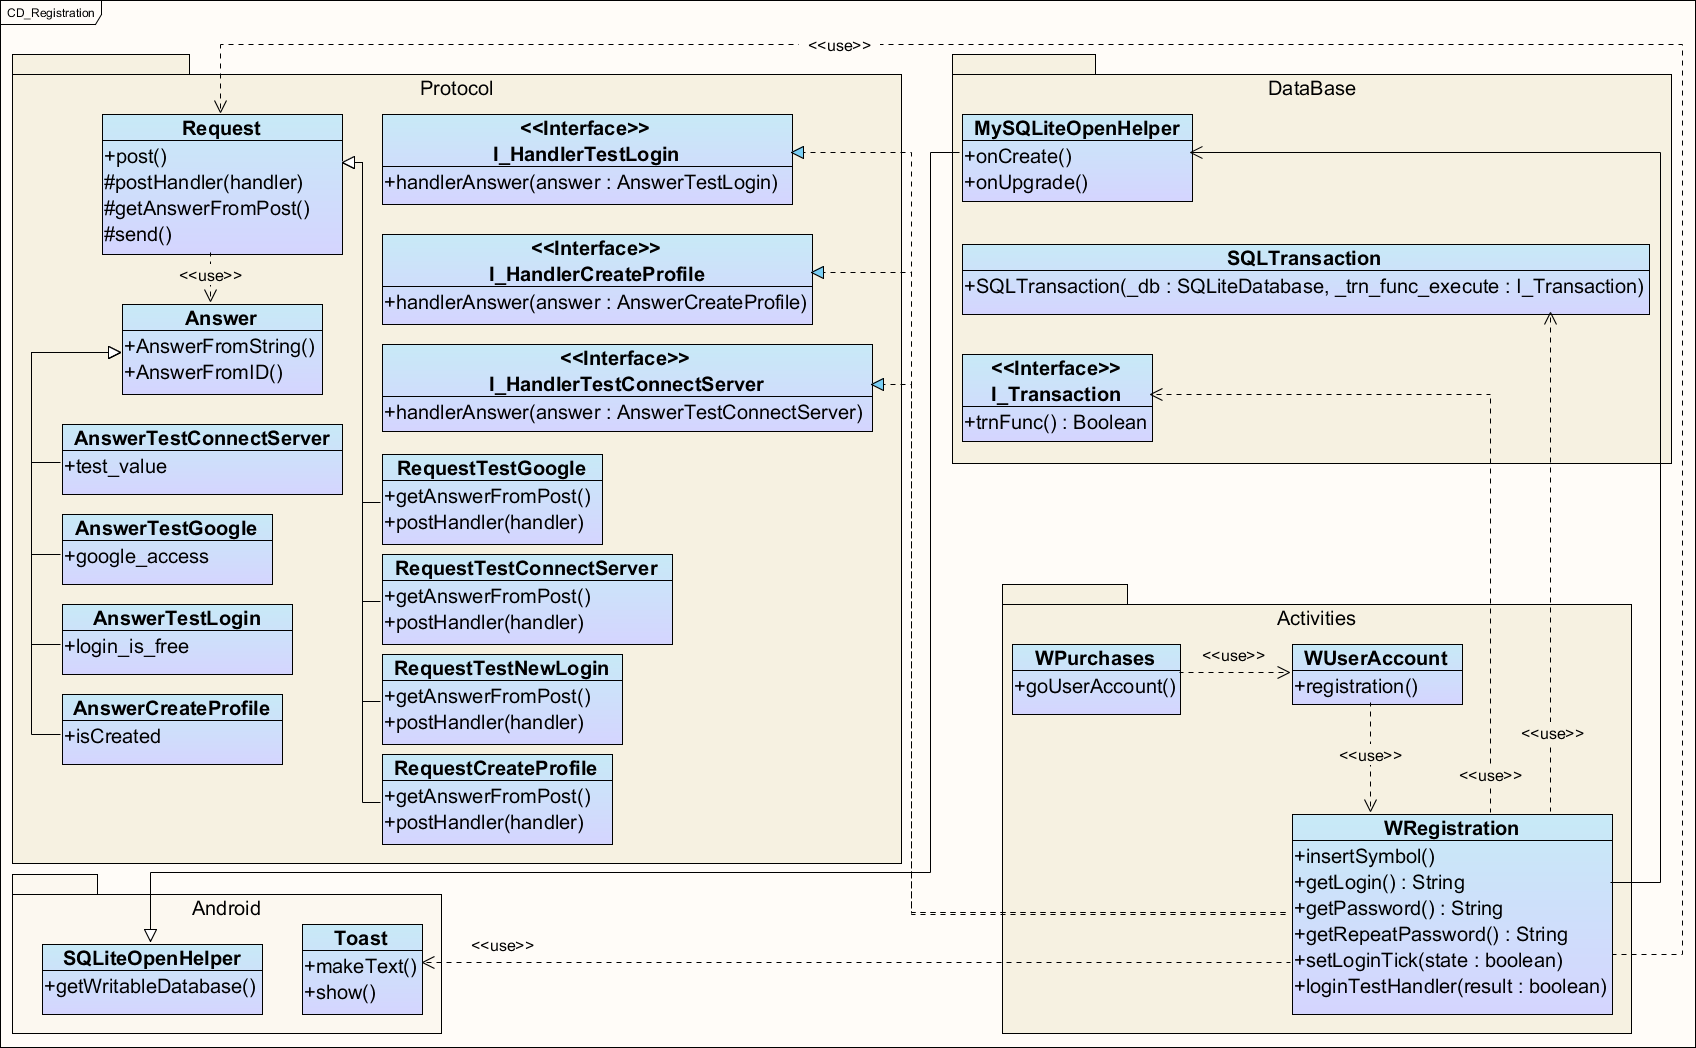 CD_Registration
<<use>>
Protocol
Request
+post()
#postHandler(handler)
#getAnswerFromPost()
#send()
<<use>>
Answer
+AnswerFromString()
+AnswerFromID()
AnswerTestConnectServer
+test_value
AnswerTestGoogle
+google_access
AnswerTestLogin
+login_is_free
AnswerCreateProfile
+isCreated
<<Interface>>
I_HandlerTestLogin
+handlerAnswer(answer : AnswerTestLogin)
<<Interface>>
I_HandlerCreateProfile
+handlerAnswer(answer : AnswerCreateProfile)
<<Interface>>
I_HandlerTestConnectServer
+handlerAnswer(answer : AnswerTestConnectServer)
RequestTestGoogle
+getAnswerFromPost()
+postHandler(handler)
RequestTestConnectServer
+getAnswerFromPost()
+postHandler(handler)
RequestTestNewLogin
+getAnswerFromPost()
+postHandler(handler)
RequestCreateProfile
+getAnswerFromPost()
+postHandler(handler)
DataBase
MySQLiteOpenHelper
+onCreate()
+onUpgrade()
SQLTransaction
+SQLTransaction(_db : SQLiteDatabase, _trn_func_execute : I_Transaction)
<<Interface>>
I_Transaction
+trnFunc() : Boolean
Activities
WPurchases
+goUserAccount()
<<use>>
WUserAccount
+registration()
<<use>>
<<use>>
<<use>>
WRegistration
+insertSymbol()
+getLogin() : String
+getPassword() : String
+getRepeatPassword() : String
+setLoginTick(state : boolean)
+loginTestHandler(result : boolean)
Android
SQLiteOpenHelper
+getWritableDatabase()
Toast
+makeText()
+show()
<<use>>